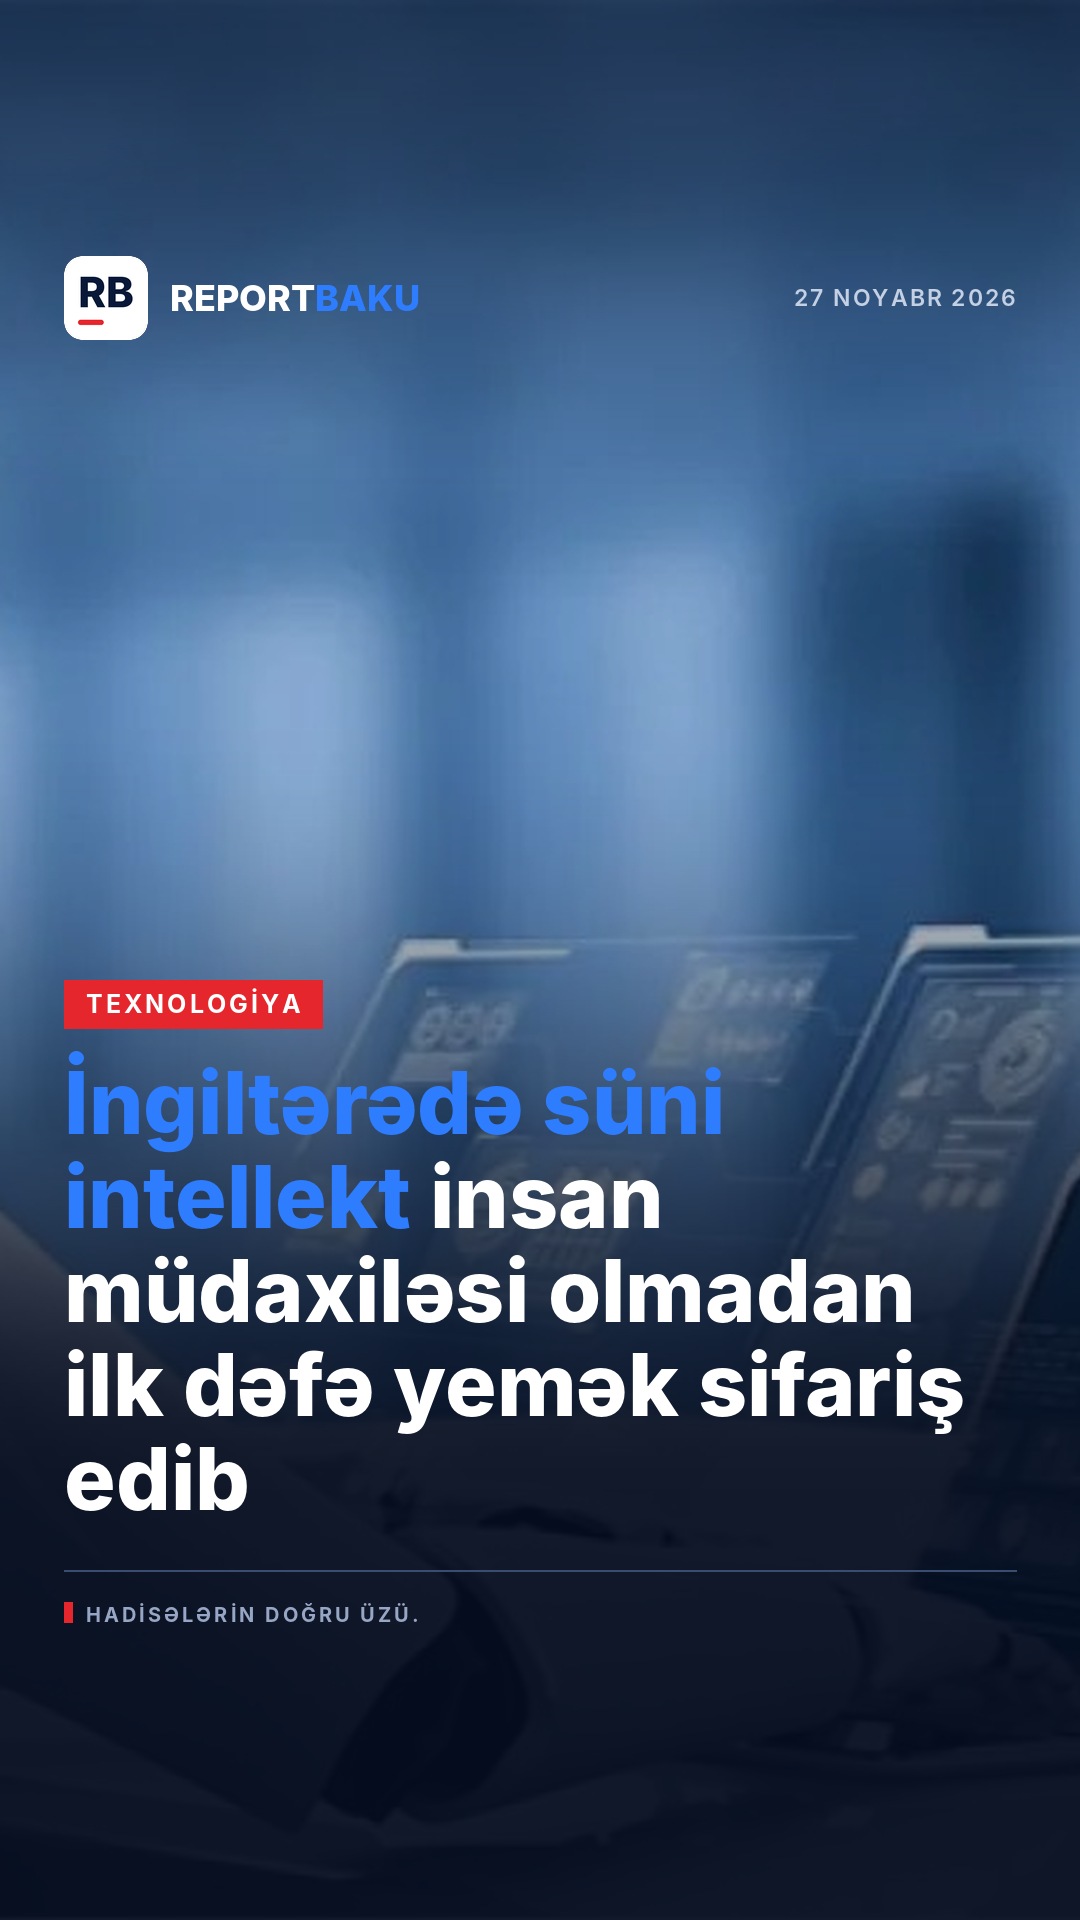 RB
REPORTBAKU
27 NOYABR 2026
TEXNOLOGİYA
İngiltərədə süni
intellekt insan
müdaxiləsi olmadan
ilk dəfə yemək sifariş
edib
HADİSƏLƏRİN DOĞRU ÜZÜ.